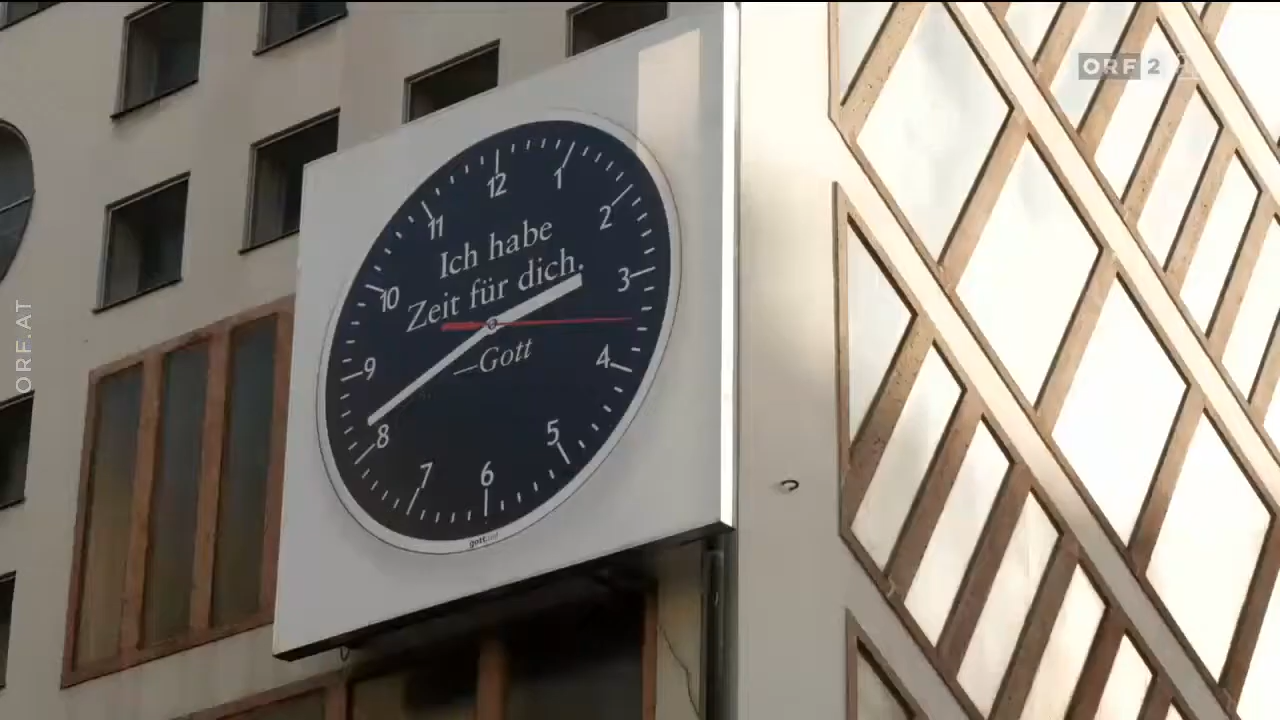 ORF 2
ORF.AT
12
1
2
3
4
5
6
7
8
9
10
11
Ich habe
Zeit für dich.
—Gott